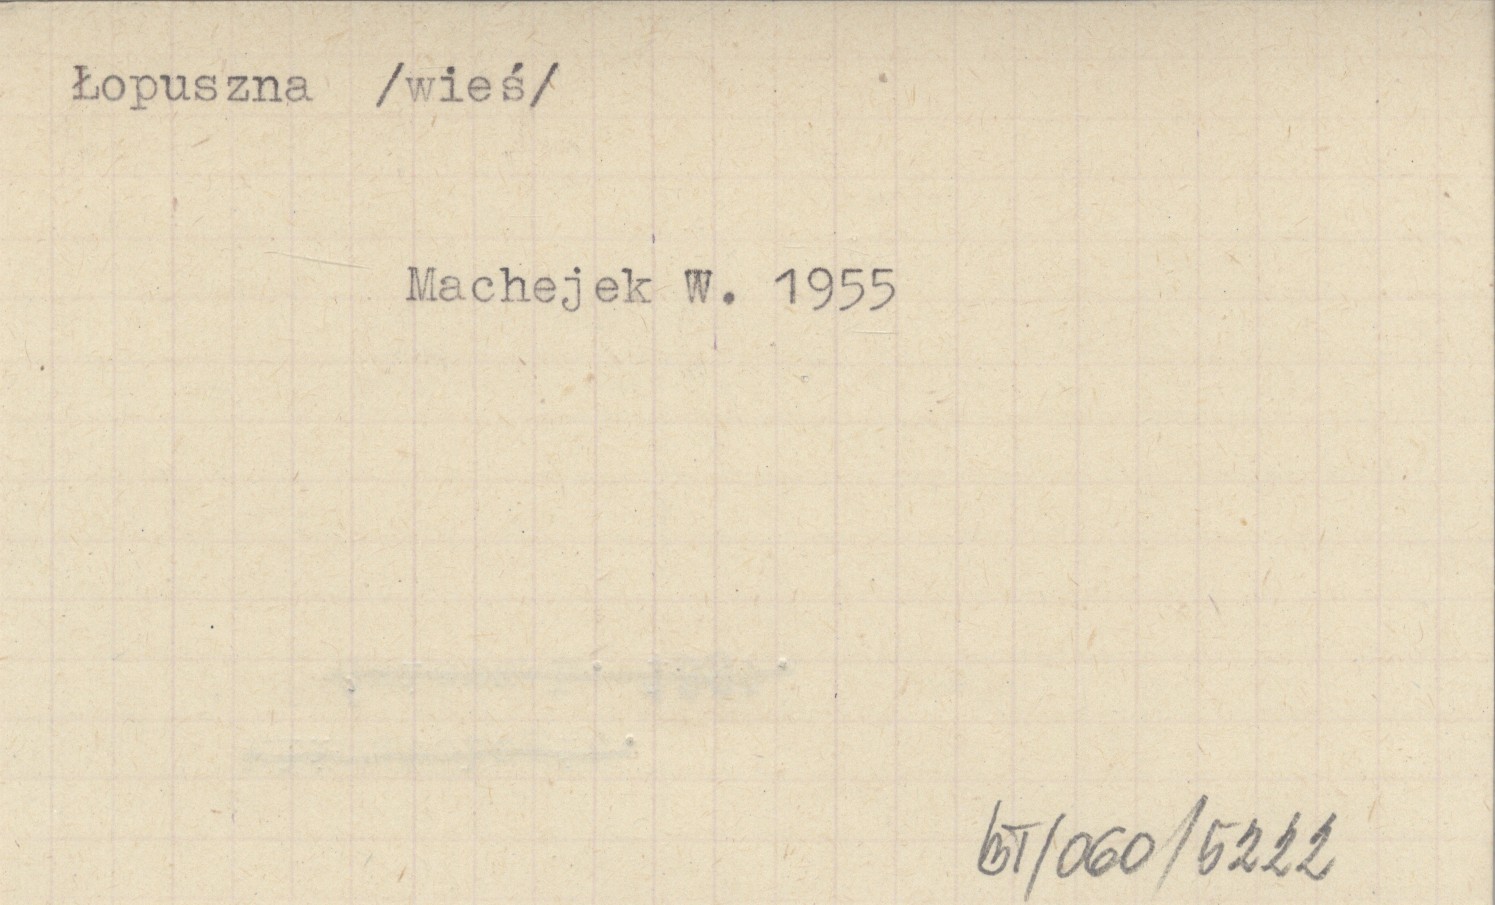 Łopuszna /wieś/
Machejek W. 1955
BT/060/5222